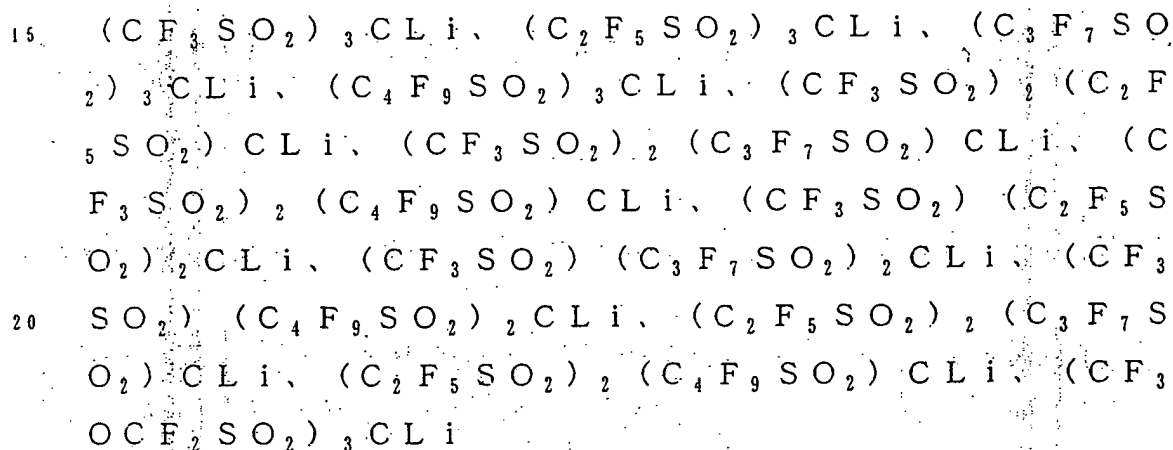 15 (CF₃SO₂)₃CLi、(C₂F₅SO₂)₃CLi、(C₃F₇SO
₂)₃CLi、(C₄F₉SO₂)₃CLi、(CF₃SO₂)₂(C₂F
₅SO₂)CLi、(CF₃SO₂)₂(C₃F₇SO₂)CLi、(C
F₃SO₂)₂(C₄F₉SO₂)CLi、(CF₃SO₂)(C₂F₅S
O₂)₂CLi、(CF₃SO₂)(C₃F₇SO₂)₂CLi、(CF₃
20 SO₂)(C₄F₉SO₂)₂CLi、(C₂F₅SO₂)₂(C₃F₇S
O₂)CLi、(C₂F₅SO₂)₂(C₄F₉SO₂)CLi、(CF₃
OCF₂SO₂)₃CLi